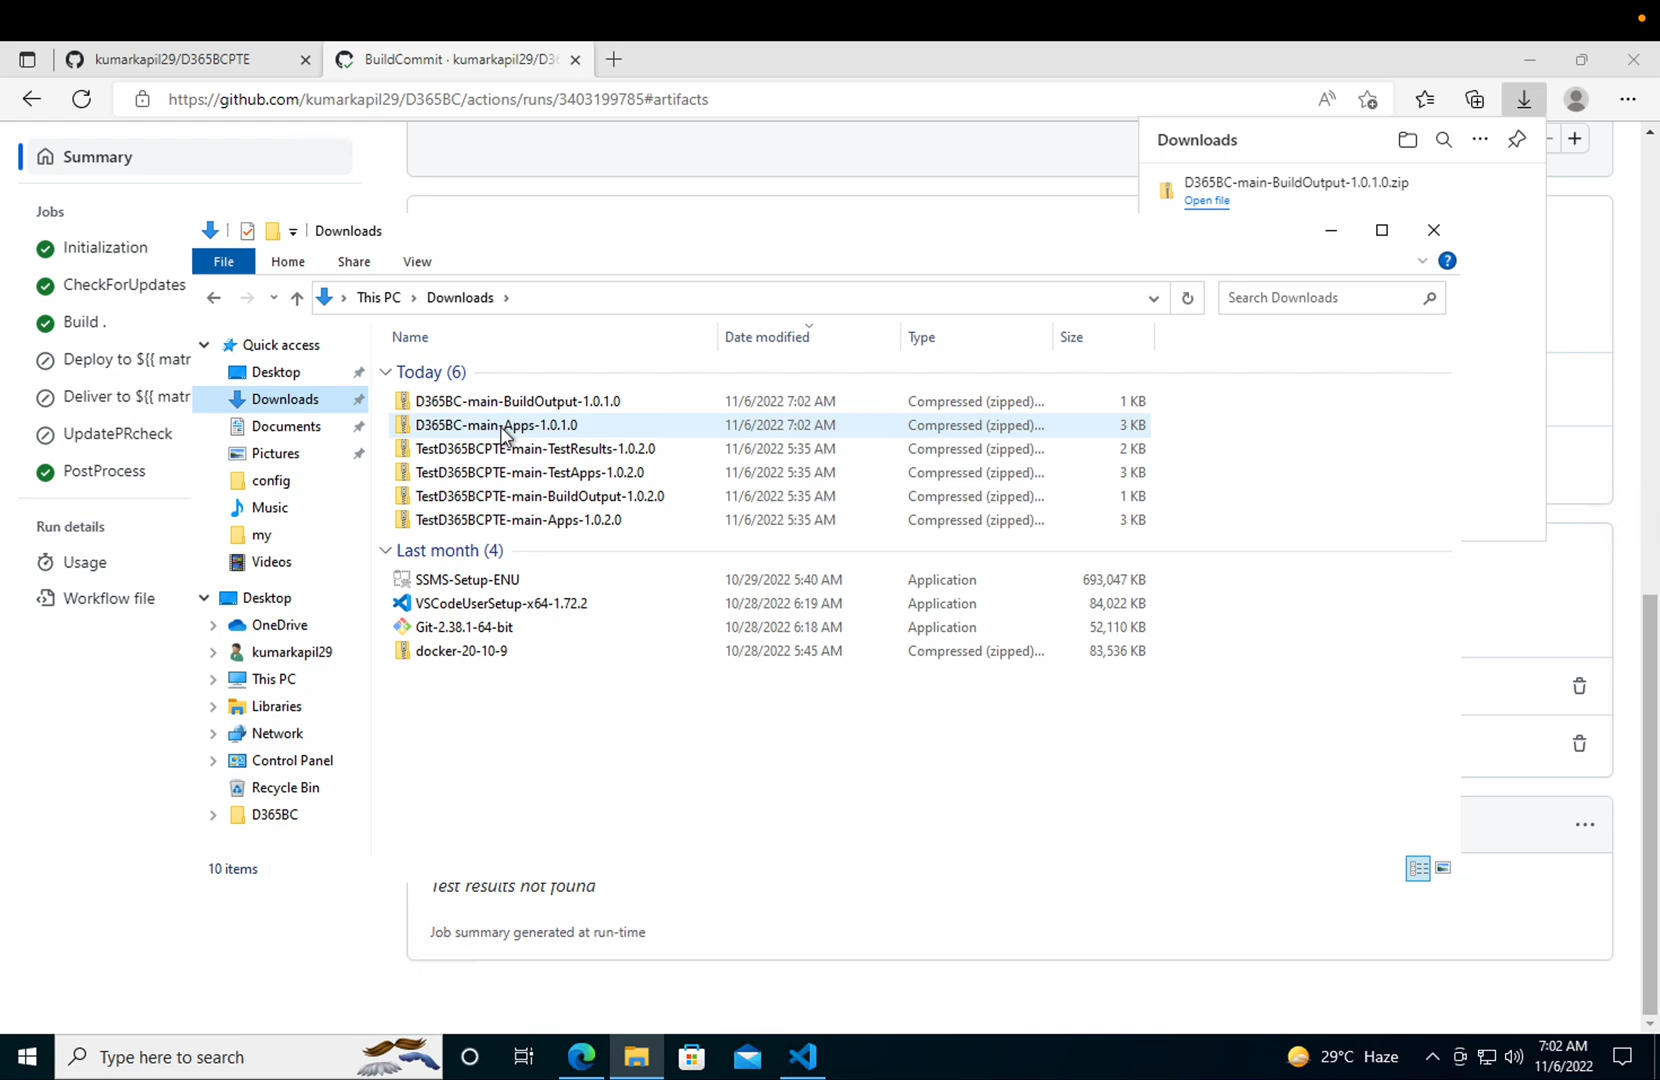 kumarkapil29/D365BCPTE
BuildCommit · kumarkapil29/D36
https://github.com/kumarkapil29/D365BC/actions/runs/3403199785#artifacts
Downloads
D365BC-main-BuildOutput-1.0.1.0.zip
Open file
Summary
Jobs
Initialization
CheckForUpdates
Build .
Deploy to ${{ matr
Deliver to ${{ matr
UpdatePRcheck
PostProcess
Run details
Usage
Workflow file
Downloads
File Home Share View
This PC › Downloads ›
Search Downloads
Quick access
Desktop
Downloads
Documents
Pictures
config
Music
my
Videos
Desktop
OneDrive
kumarkapil29
This PC
Libraries
Network
Control Panel
Recycle Bin
D365BC
Name Date modified Type Size
Today (6)
D365BC-main-BuildOutput-1.0.1.0 11/6/2022 7:02 AM Compressed (zipped)... 1 KB
D365BC-main-Apps-1.0.1.0 11/6/2022 7:02 AM Compressed (zipped)... 3 KB
TestD365BCPTE-main-TestResults-1.0.2.0 11/6/2022 5:35 AM Compressed (zipped)... 2 KB
TestD365BCPTE-main-TestApps-1.0.2.0 11/6/2022 5:35 AM Compressed (zipped)... 3 KB
TestD365BCPTE-main-BuildOutput-1.0.2.0 11/6/2022 5:35 AM Compressed (zipped)... 1 KB
TestD365BCPTE-main-Apps-1.0.2.0 11/6/2022 5:35 AM Compressed (zipped)... 3 KB
Last month (4)
SSMS-Setup-ENU 10/29/2022 5:40 AM Application 693,047 KB
VSCodeUserSetup-x64-1.72.2 10/28/2022 6:19 AM Application 84,022 KB
Git-2.38.1-64-bit 10/28/2022 6:18 AM Application 52,110 KB
docker-20-10-9 10/28/2022 5:45 AM Compressed (zipped)... 83,536 KB
10 items
Test results not found
Job summary generated at run-time
Type here to search
29°C Haze
7:02 AM
11/6/2022